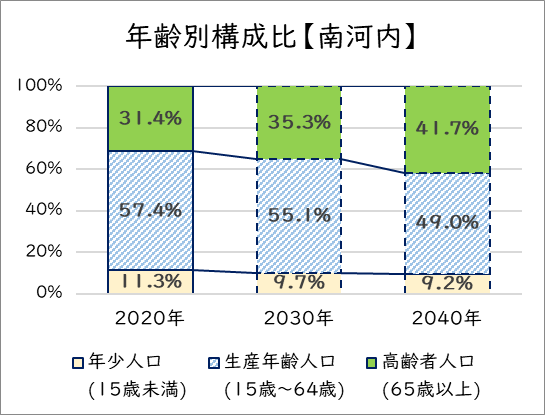 年齢別構成比【南河内】
100%
80%
60%
40%
20%
0%
31.4%
35.3%
41.7%
57.4%
55.1%
49.0%
11.3%
9.7%
9.2%
2020年
2030年
2040年
年少人口
(15歳未満)
生産年齢人口
(15歳～64歳)
高齢者人口
(65歳以上)